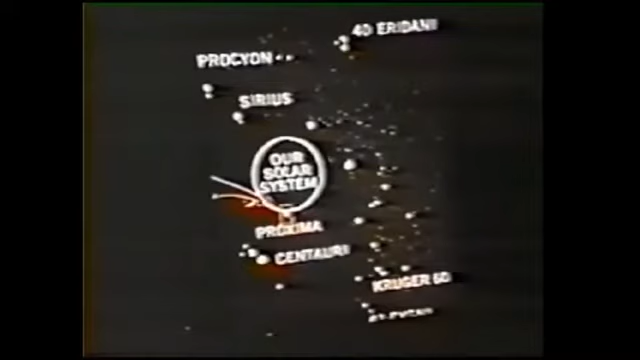 40 ERIDANI
PROCYON
SIRIUS
OUR
SOLAR
SYSTEM
PROXIMA
CENTAURI
KRUGER 60